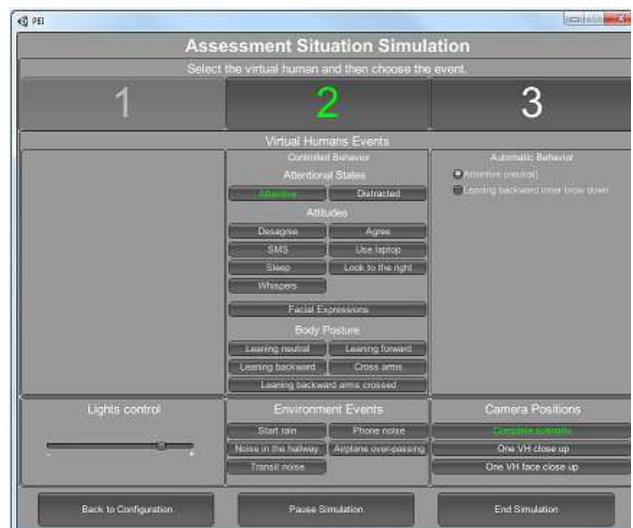 PEI
Assessment Situation Simulation
Select the virtual human and then choose the event.
1 2 3
Virtual Humans Events
Controlled Behavior
Attentional States
Attentive Distracted
Attitudes
Desagree Agree
SMS Use laptop
Sleep Look to the right
Whispers
Facial Expressions
Body Posture
Leaning neutral Leaning forward
Leaning backward Cross arms
Leaning backward arms crossed
Automatic Behavior
Attentive (neutral)
Leaning backward inner brow down
Lights control
- +
Environment Events
Start rain Phone noise
Noise in the hallway Airplane over-passing
Transit noise
Camera Positions
Complete scenario
One VH close up
One VH face close up
Back to Configuration Pause Simulation End Simulation